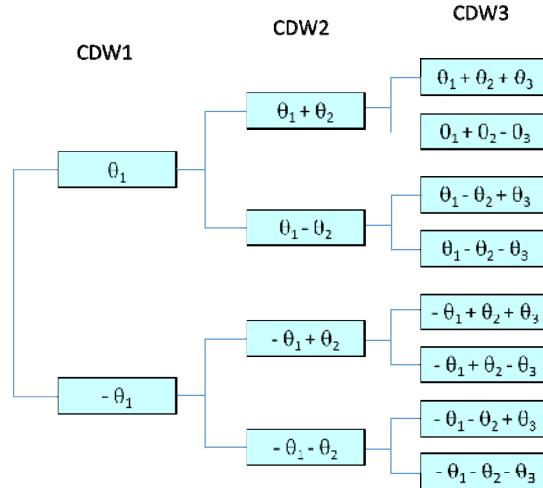 CDW1
CDW2
CDW3
θ₁
- θ₁
θ₁ + θ₂
θ₁ - θ₂
- θ₁ + θ₂
- θ₁ - θ₂
θ₁ + θ₂ + θ₃
θ₁ + θ₂ - θ₃
θ₁ - θ₂ + θ₃
θ₁ - θ₂ - θ₃
- θ₁ + θ₂ + θ₃
- θ₁ + θ₂ - θ₃
- θ₁ - θ₂ + θ₃
- θ₁ - θ₂ - θ₃